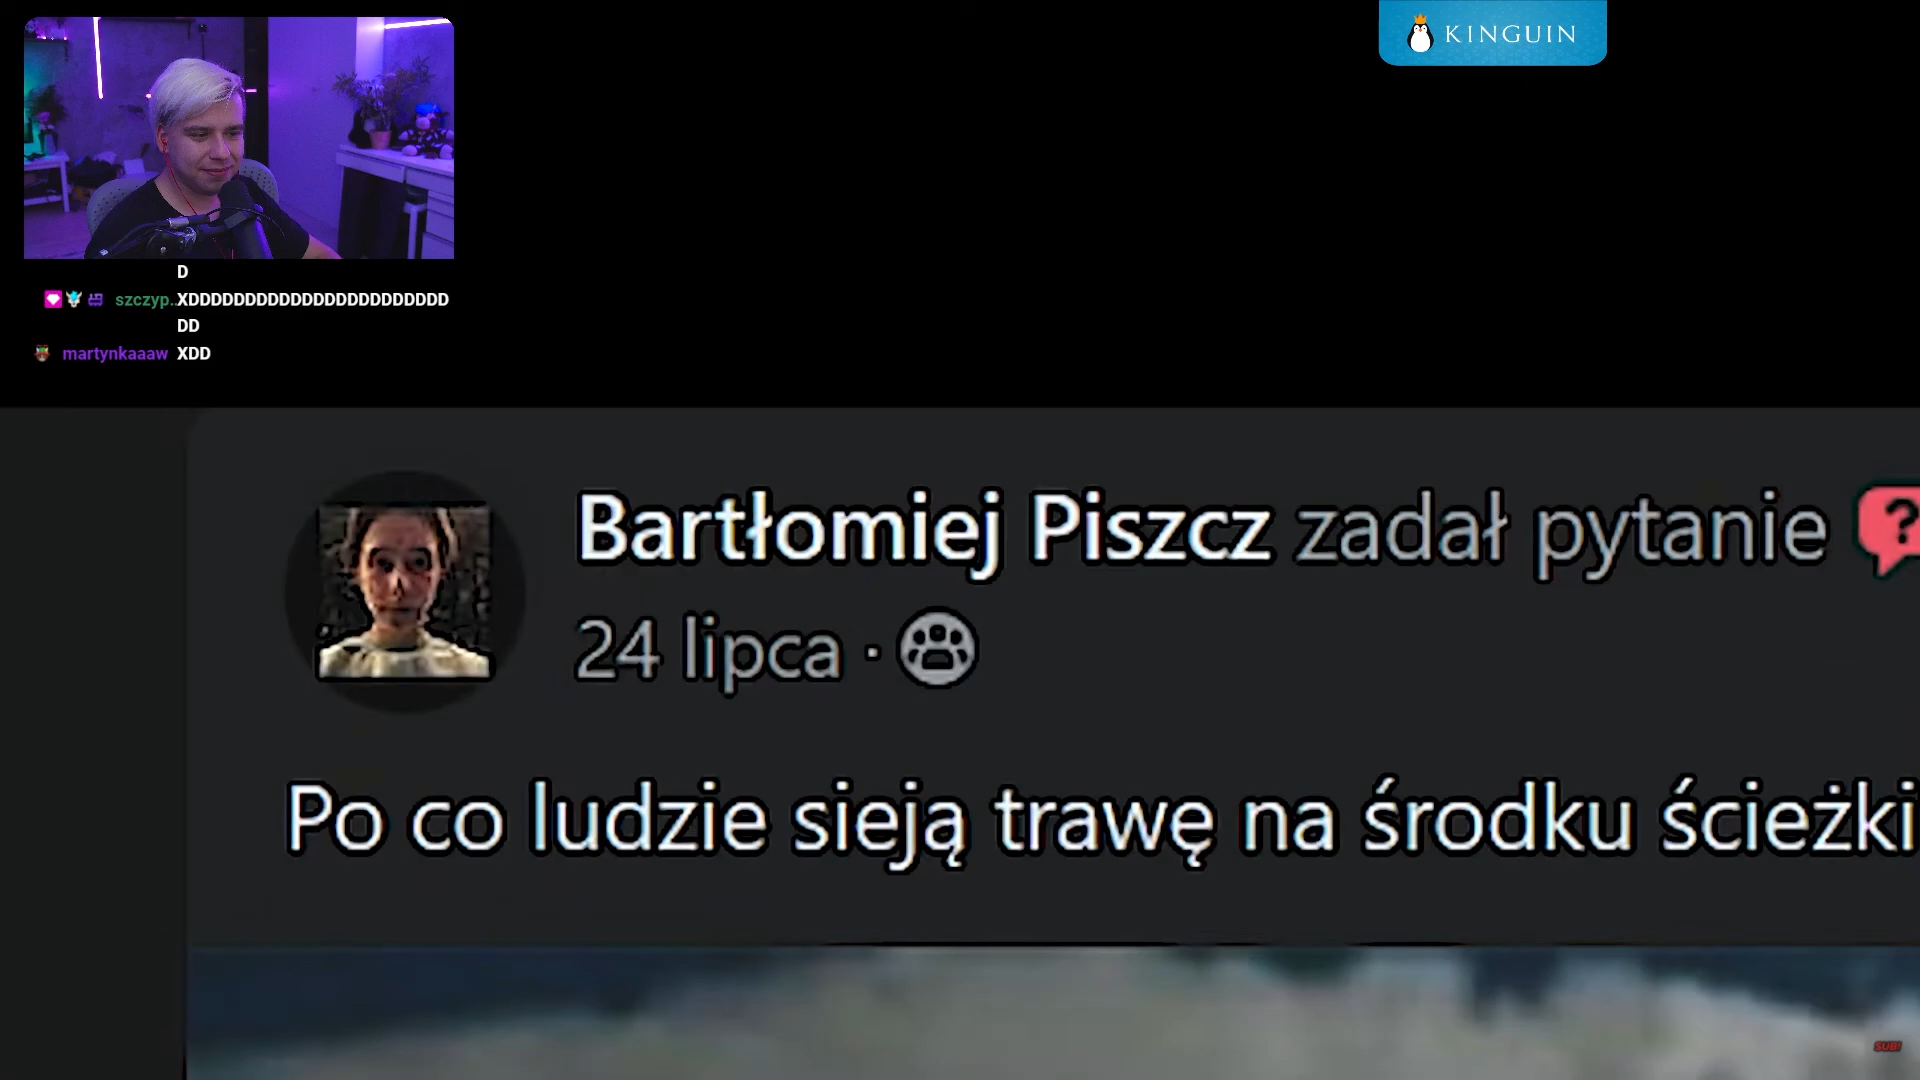 KINGUIN
D
szczyp.. XDDDDDDDDDDDDDDDDDDDDDDD
DD
martynkaaaw XDD
Bartłomiej Piszcz zadał pytanie ?
24 lipca ·
Po co ludzie sieją trawę na środku ścieżki
SUB!